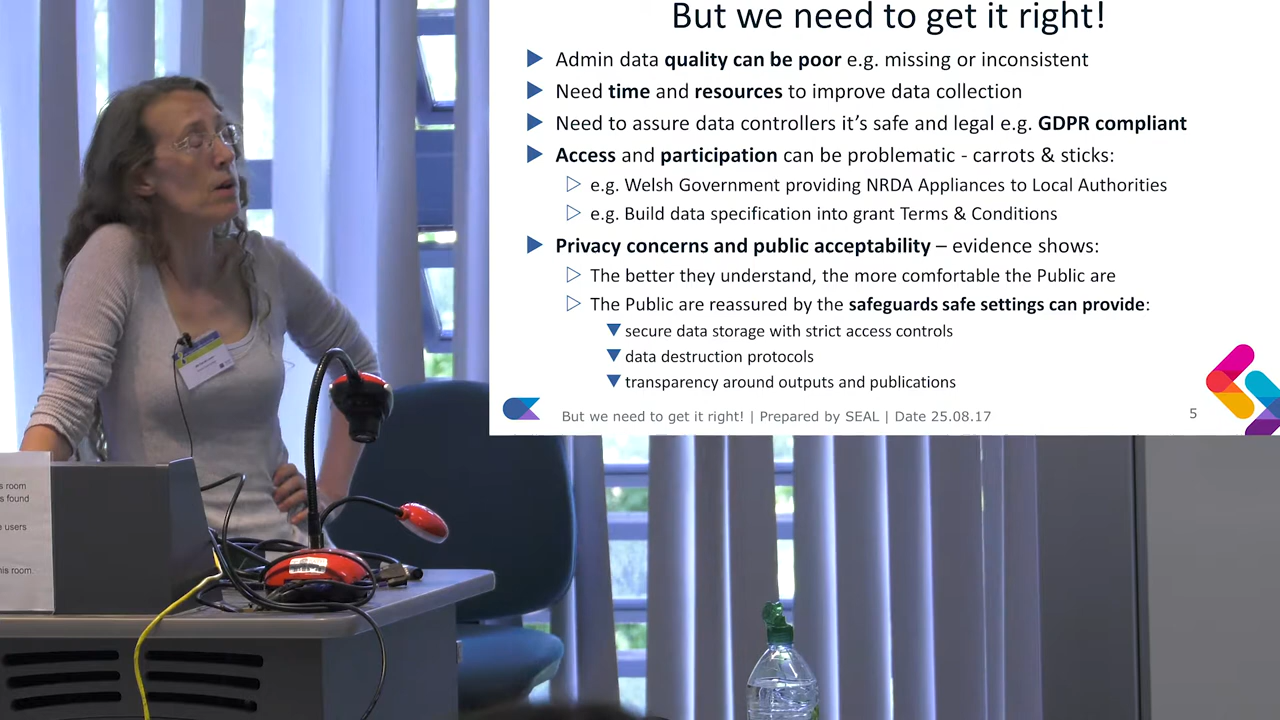 But we need to get it right!
Admin data quality can be poor e.g. missing or inconsistent
Need time and resources to improve data collection
Need to assure data controllers it's safe and legal e.g. GDPR compliant
Access and participation can be problematic - carrots & sticks:
e.g. Welsh Government providing NRDA Appliances to Local Authorities
e.g. Build data specification into grant Terms & Conditions
Privacy concerns and public acceptability – evidence shows:
The better they understand, the more comfortable the Public are
The Public are reassured by the safeguards safe settings can provide:
secure data storage with strict access controls
data destruction protocols
transparency around outputs and publications
But we need to get it right! | Prepared by SEAL | Date 25.08.17
5
room
found
users
room.